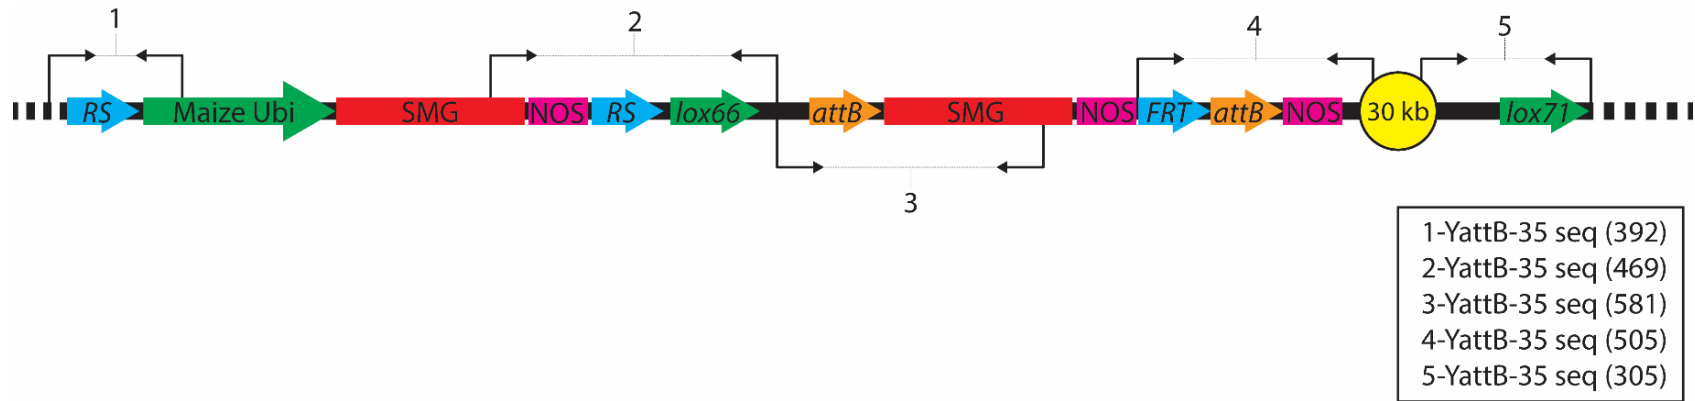 1
2
4
5
RS
Maize Ubi
SMG
NOS
RS
lox66
attB
SMG
NOS
FRT
attB
NOS
30 kb
lox71
3
1-YattB-35 seq (392)
2-YattB-35 seq (469)
3-YattB-35 seq (581)
4-YattB-35 seq (505)
5-YattB-35 seq (305)